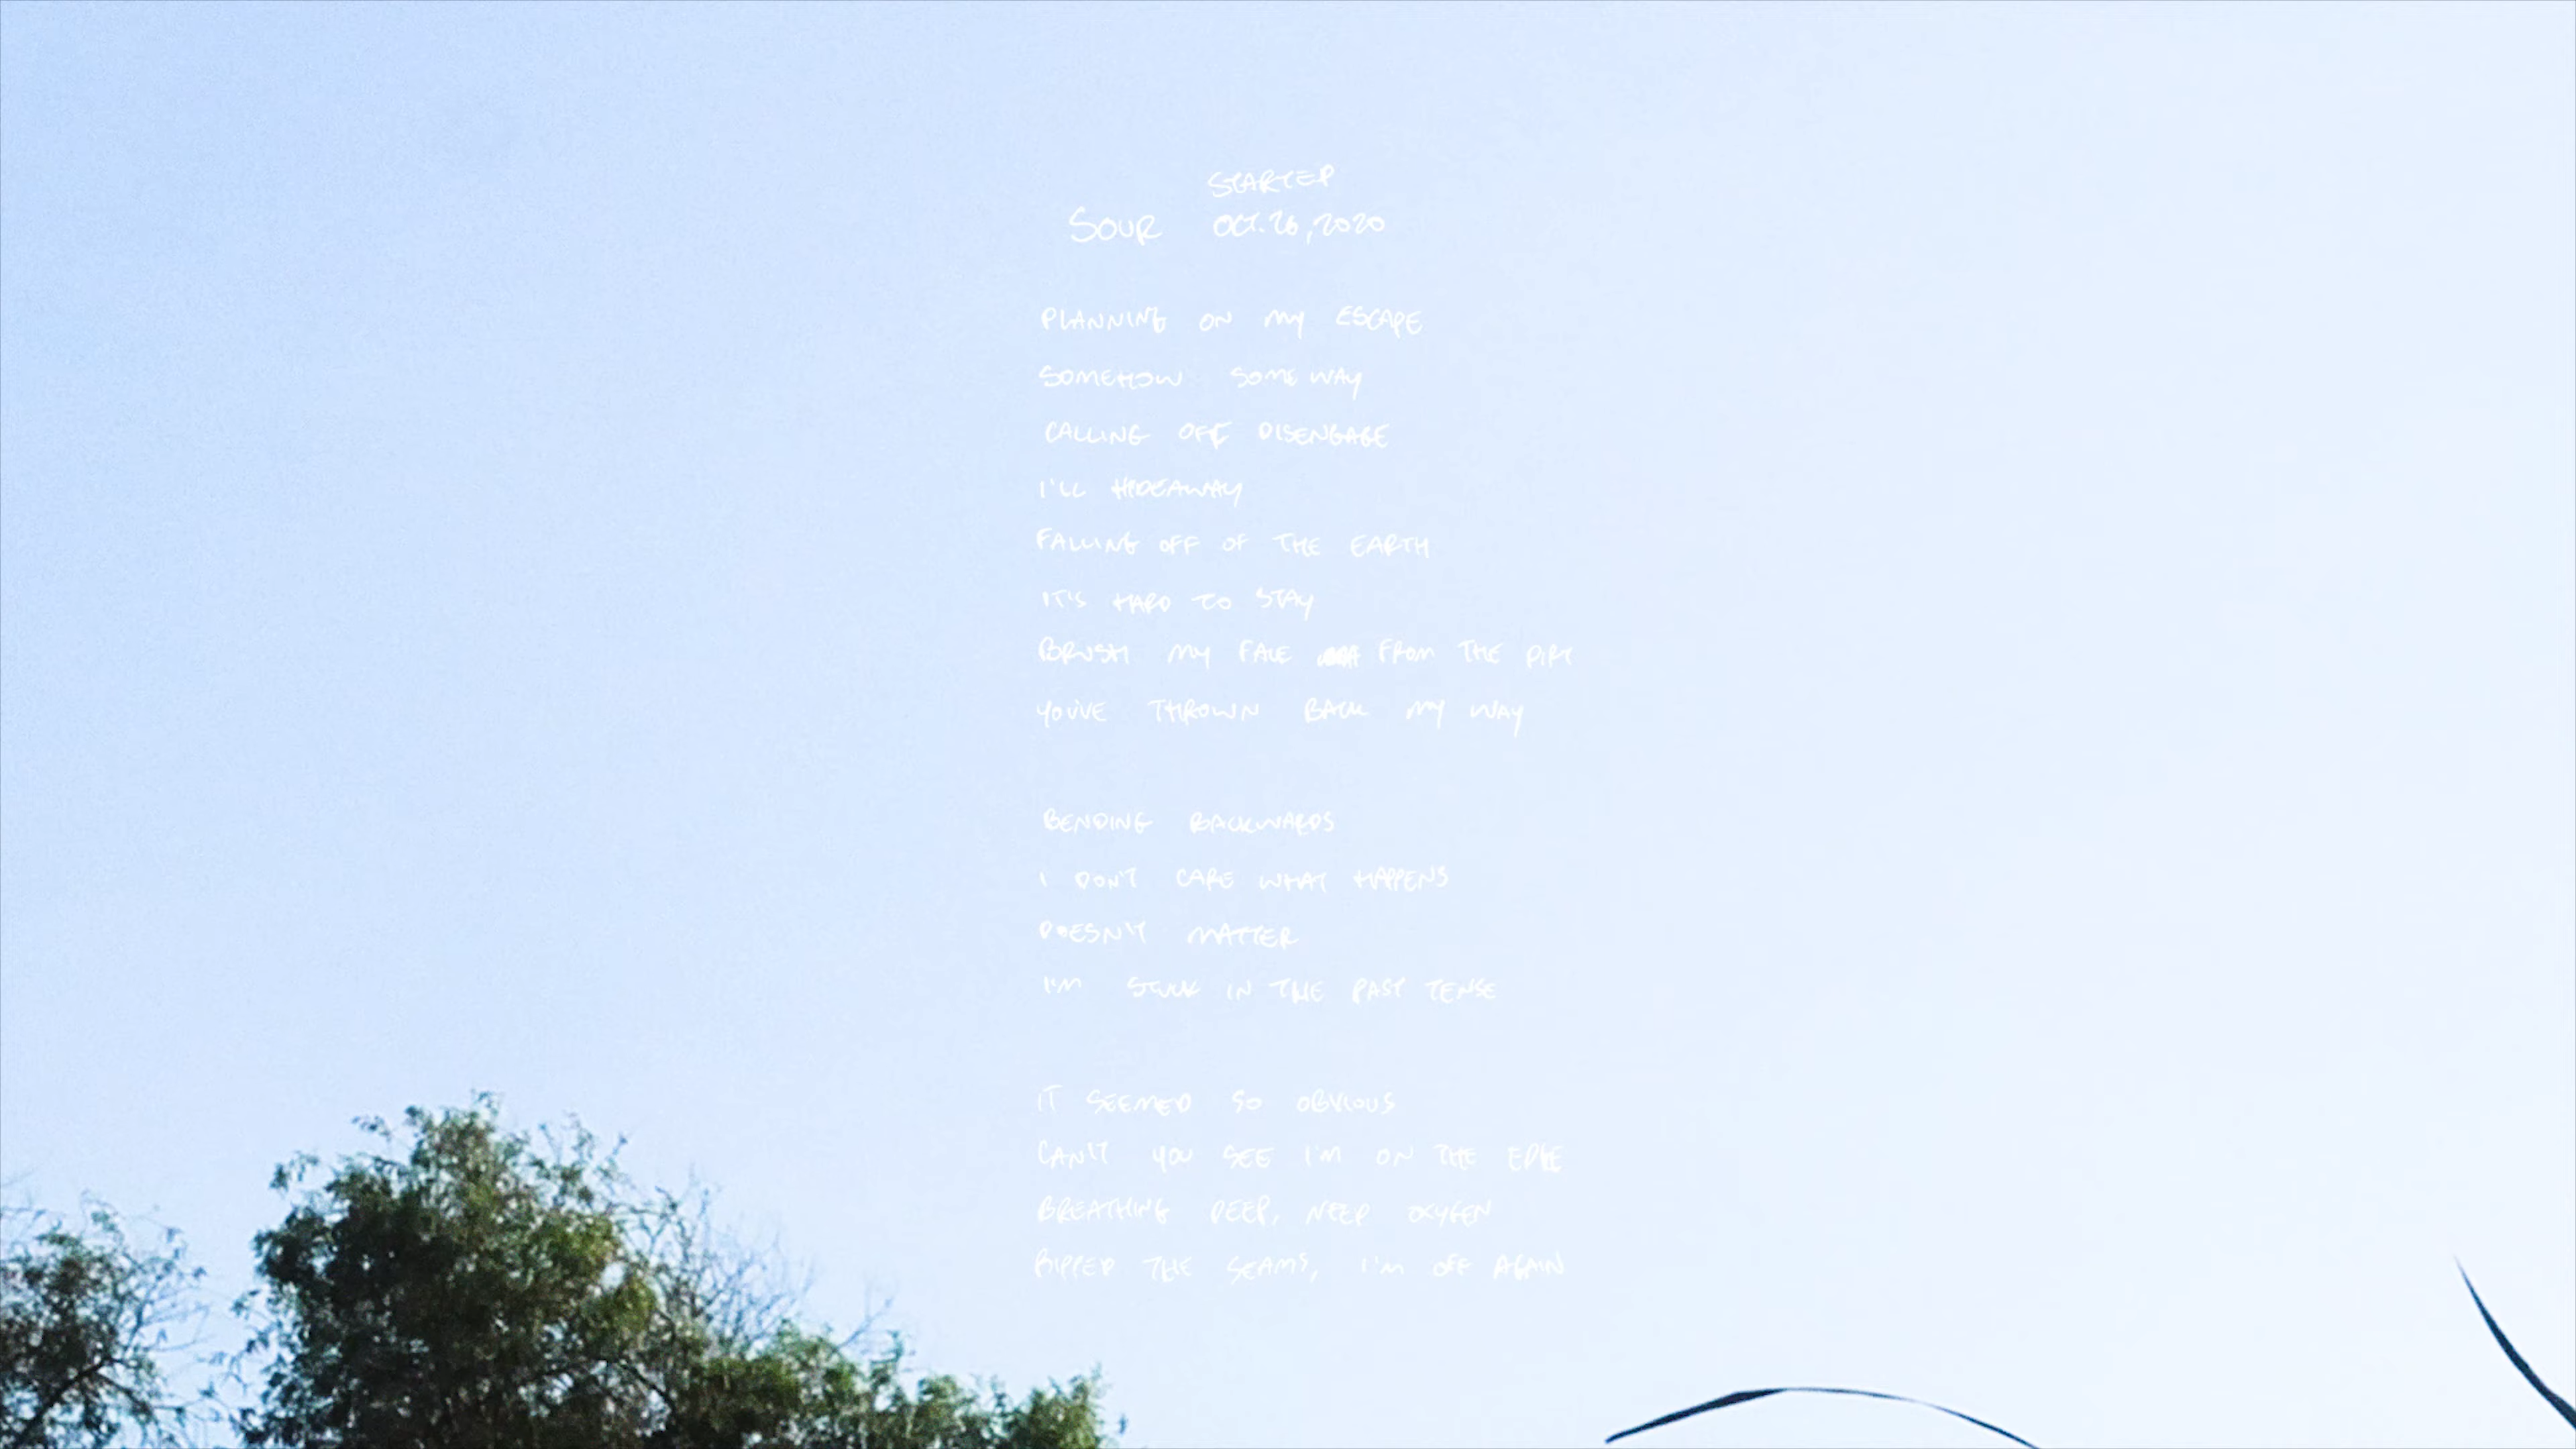 STARTED
SOUR OCT. 26, 2020
PLANNING ON MY ESCAPE
SOMEHOW SOME WAY
CALLING OFF DISENGAGE
I'LL HIDEAWAY
FALLING OFF OF THE EARTH
IT'S HARD TO STAY
BRUSH MY FACE FROM THE DIRT
YOU'VE THROWN BACK MY WAY
BENDING BACKWARDS
I DON'T CARE WHAT HAPPENS
DOESN'T MATTER
I'M STUCK IN THE PAST TENSE
IT SEEMED SO OBVIOUS
CAN'T YOU SEE I'M ON THE EDGE
BREATHING DEEP, NEED OXYGEN
RIPPED THE SEAMS, I'M OFF AGAIN